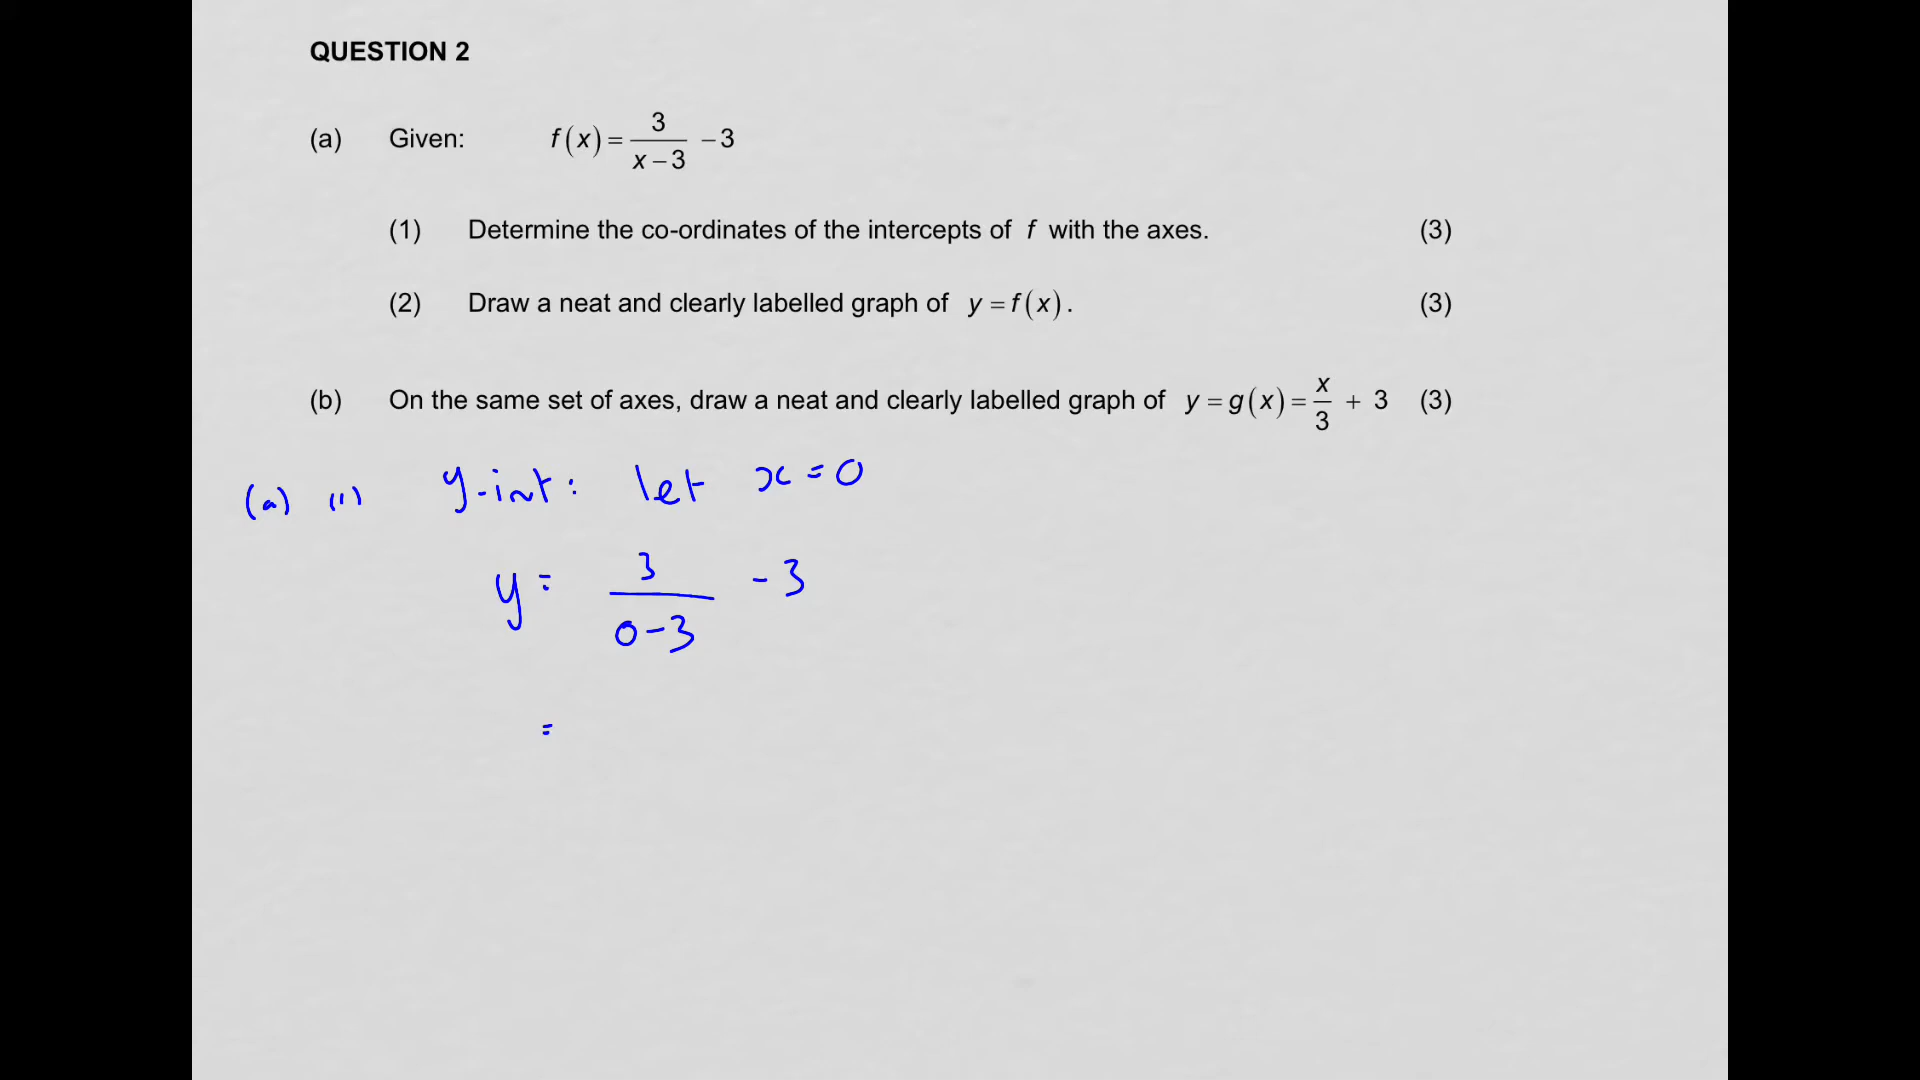 QUESTION 2
(a) Given: f(x) = 3/(x − 3) − 3
(1) Determine the co-ordinates of the intercepts of f with the axes. (3)
(2) Draw a neat and clearly labelled graph of y = f(x). (3)
(b) On the same set of axes, draw a neat and clearly labelled graph of y = g(x) = x/3 + 3 (3)
(a) (1) y-int: let x = 0
y = 3/(0 − 3) − 3
=